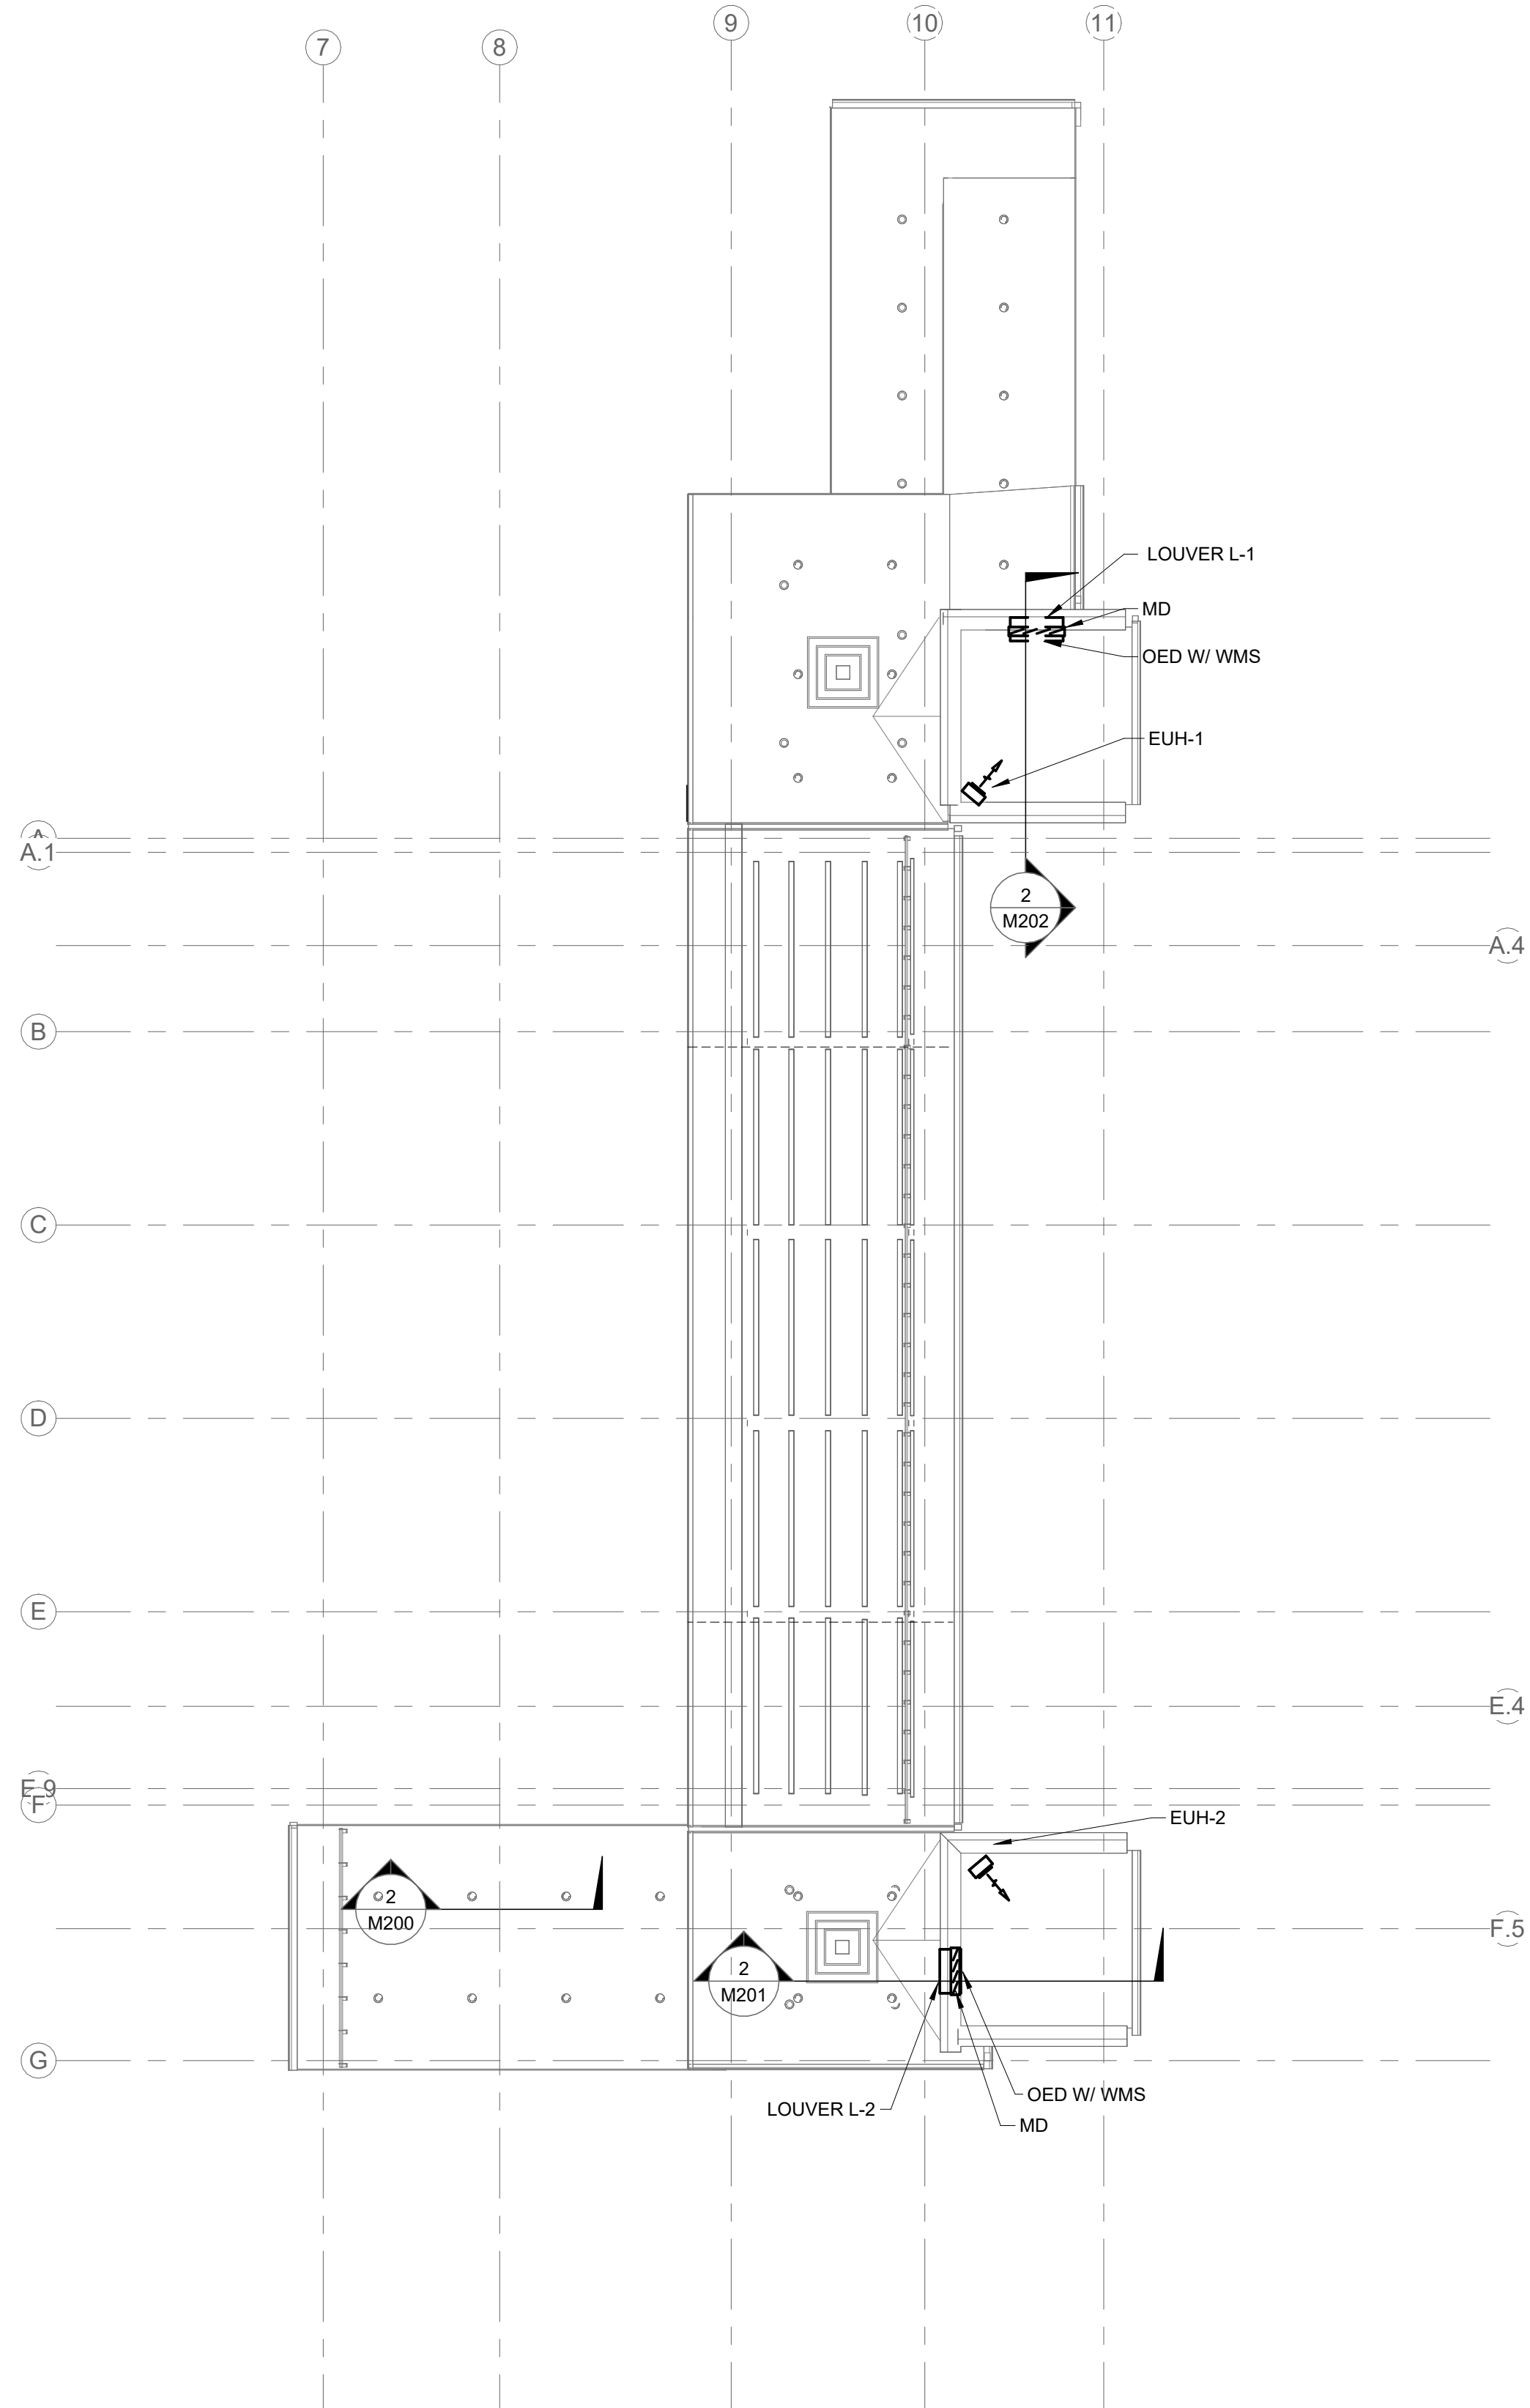 9
10
11
7
8
LOUVER L-1
MD
OED W/ WMS
EUH-1
A
A.1
2
M202
A.4
B
C
D
E
E.4
E.9
F
EUH-2
2
M200
F.5
2
M201
G
OED W/ WMS
LOUVER L-2
MD